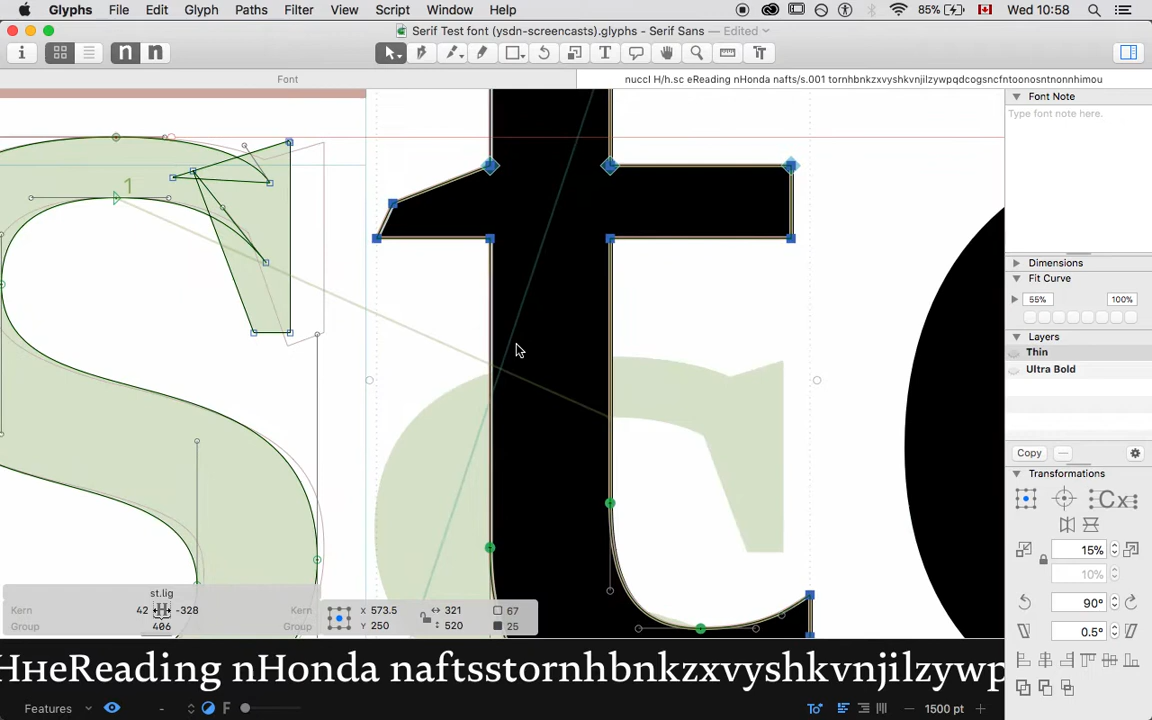 Glyphs File Edit Glyph Paths Filter View Script Window Help 85% Wed 10:58
Serif Test font (ysdn-screencasts).glyphs - Serif Sans — Edited
Font nuccI H/h.sc eReading nHonda nafts/s.001 tornhbnkzxvyshkvnjilzywpqdcogsncfntoonosntnonnhimou
Font Note
Type font note here.
1
Dimensions
Fit Curve
55% 100%
Layers
Thin
Ultra Bold
Copy
Transformations
15%
10%
90°
0.5°
st.lig
Kern 42 H -328 Kern
Group 406 Group
X 573.5 321 67
Y 250 520 25
HнeReading nHonda naftsstornhbnkzxvyshkvnjilzywp
Features - F 1500 pt